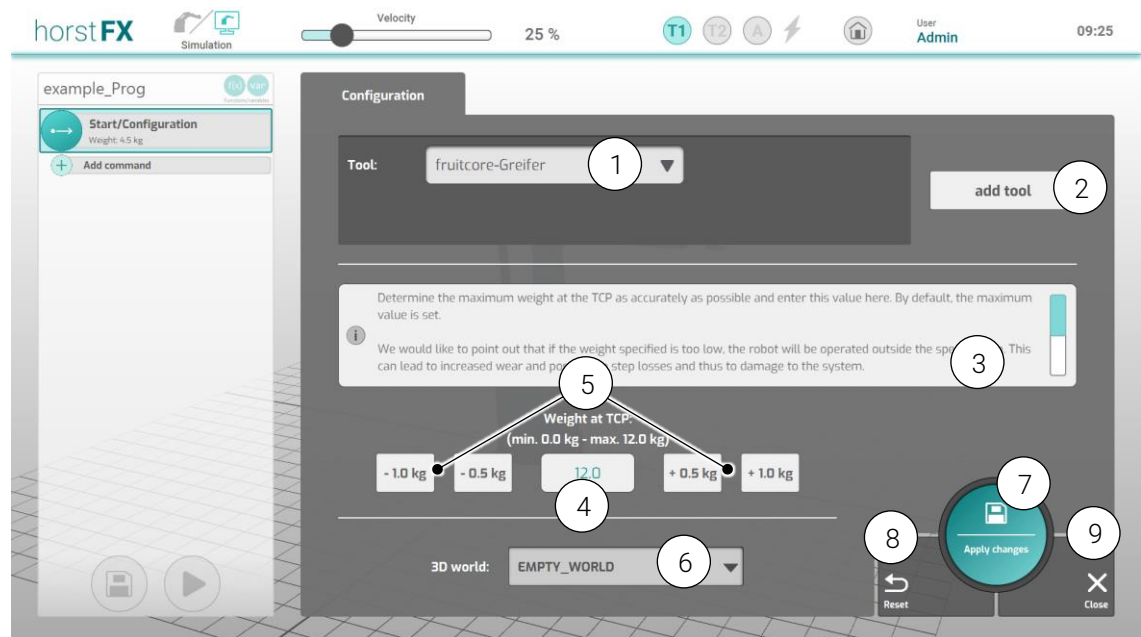 horstFX
Simulation
Velocity
25 %
T1
T2
A
User
Admin
09:25
example_Prog
f(x)
var
Start/Configuration
Weight: 4.5 kg
Add command
Configuration
Tool:
fruitcore-Greifer
1
add tool
2
Determine the maximum weight at the TCP as accurately as possible and enter this value here. By default, the maximum
value is set.
We would like to point out that if the weight specified is too low, the robot will be operated outside the This
can lead to increased wear and step losses and thus to damage to the system.
3
5
Weight at TCP:
(min. 0.0 kg - max. 12.0 kg)
- 1.0 kg
- 0.5 kg
12.0
+ 0.5 kg
+ 1.0 kg
4
7
Apply changes
8
Reset
9
Close
3D world:
EMPTY_WORLD
6